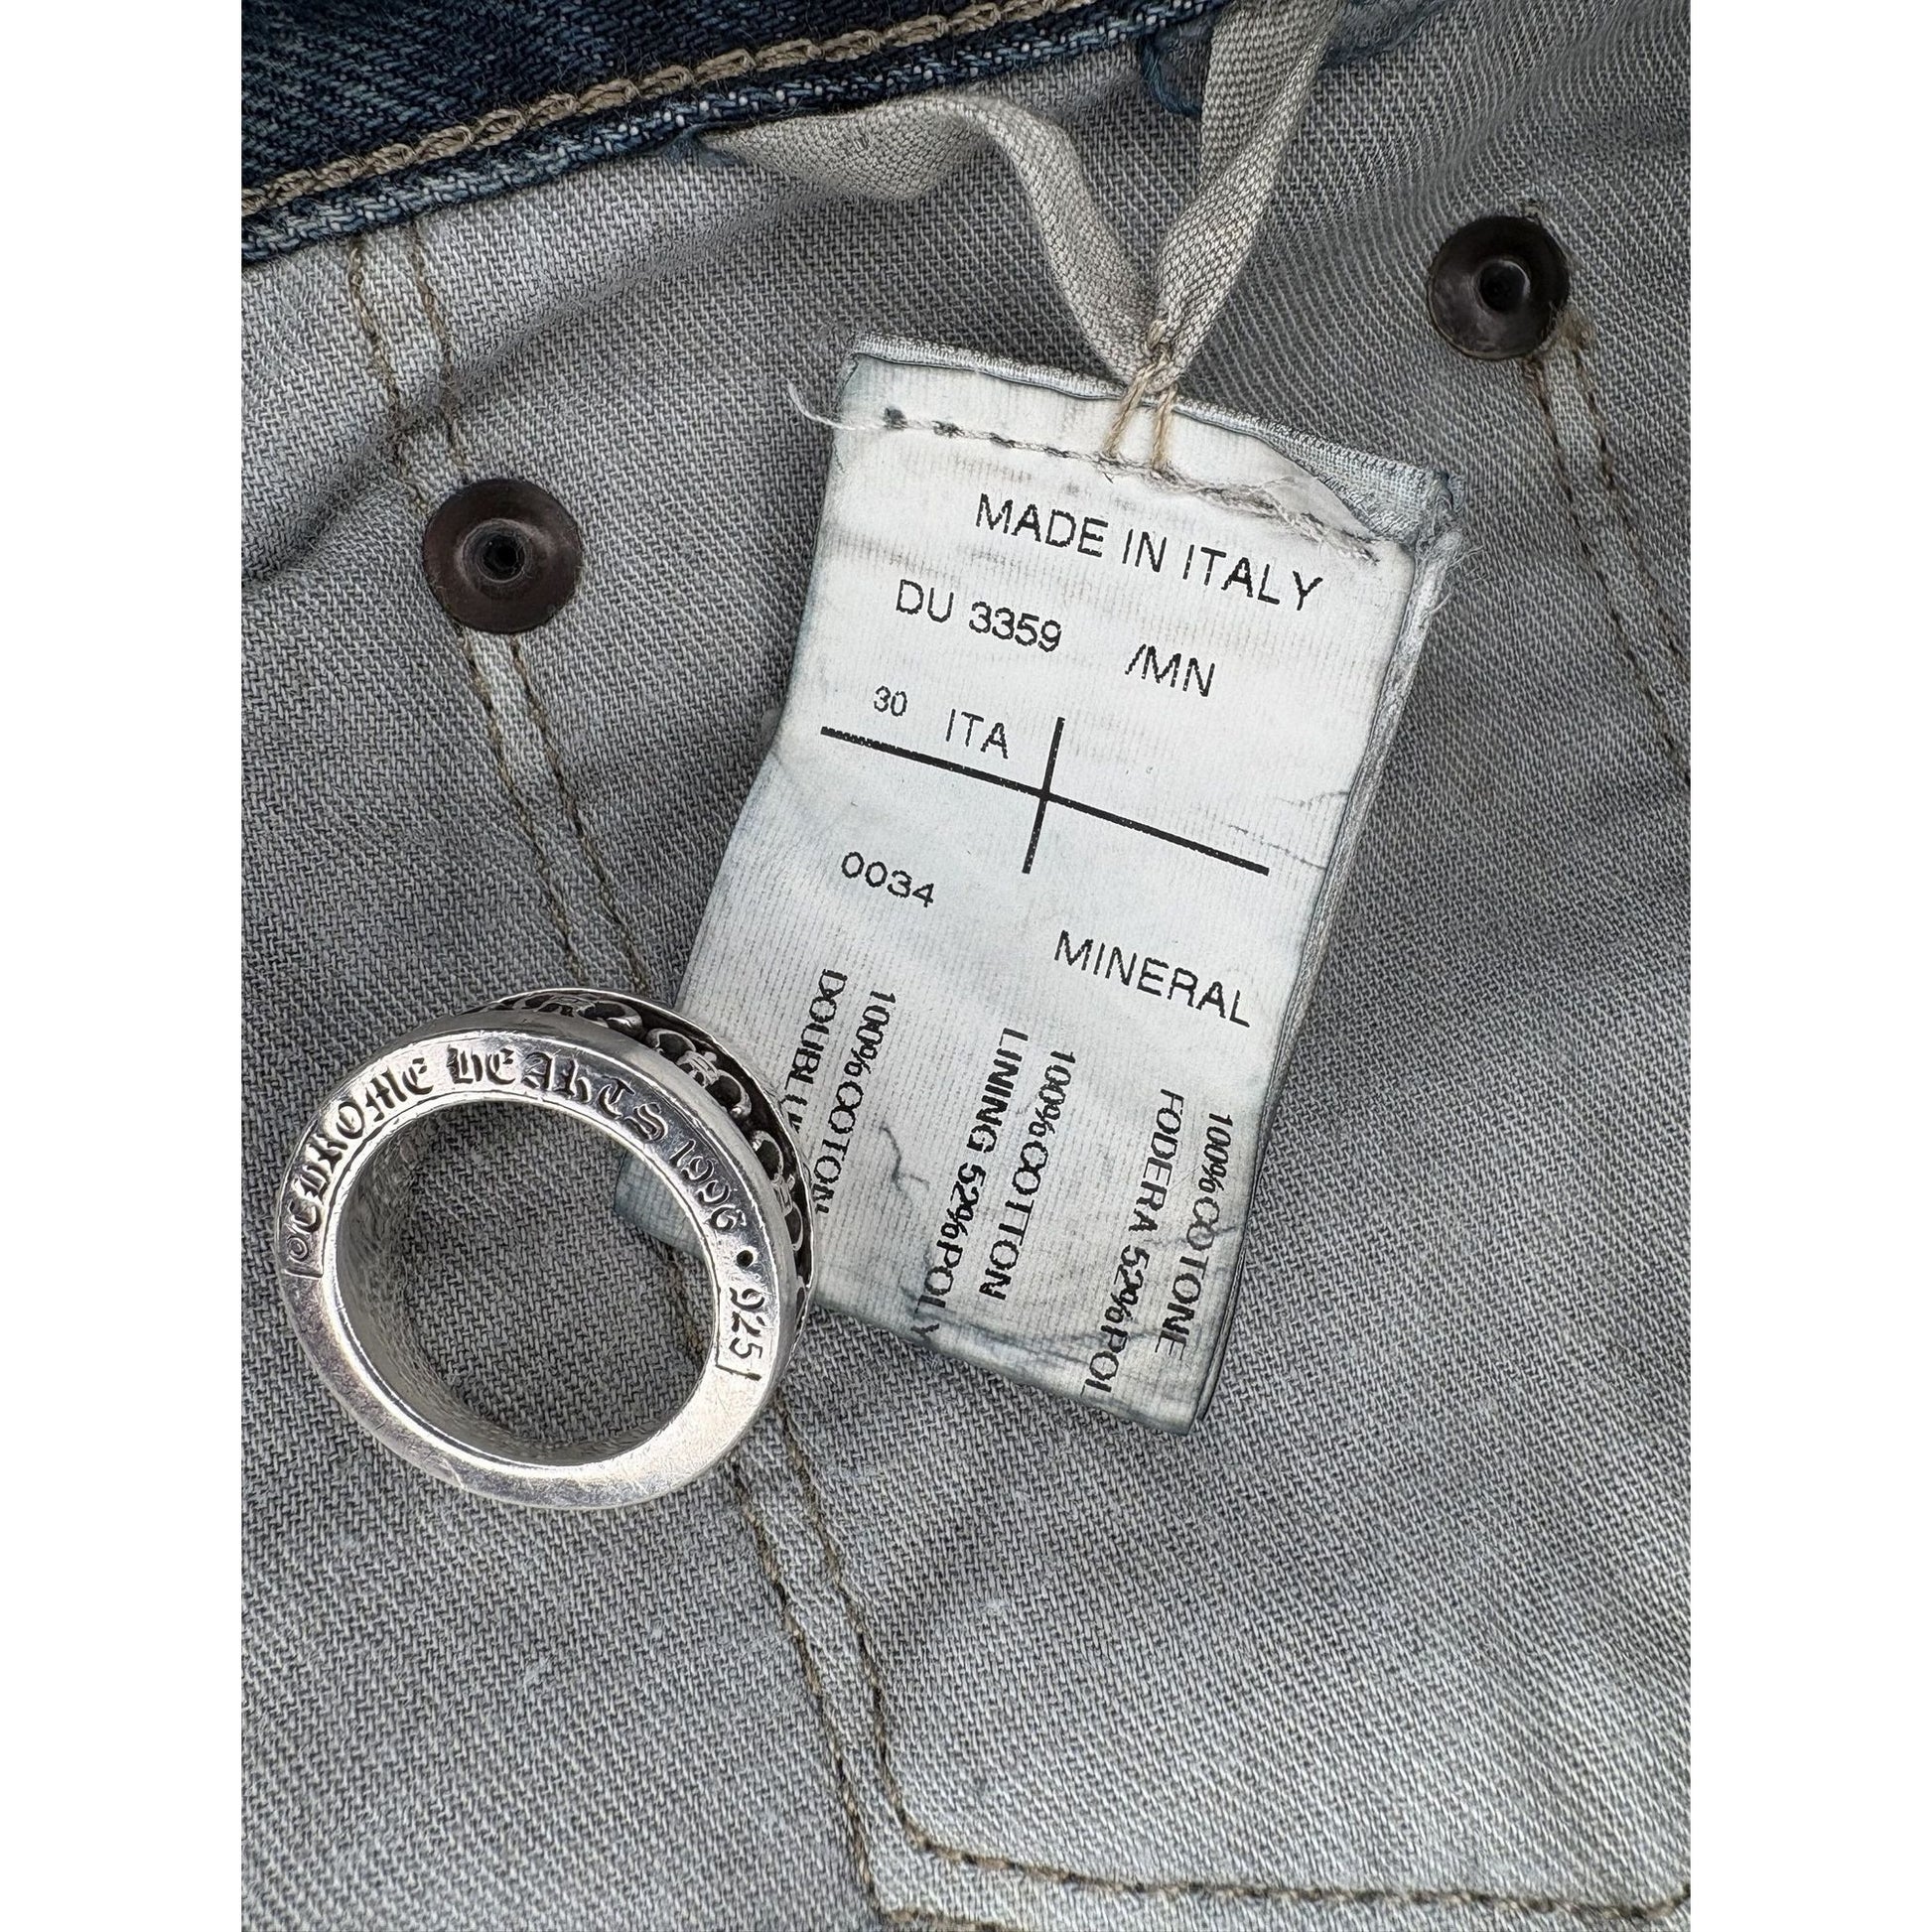 MADE IN ITALY
DU 3359 /MN
30 ITA
0034
MINERAL
100%COTONE
FODERA 52%POL
100%COTTON
LINING 52%POLY
100%COTON
CHROME HEARTS 1996 • 925